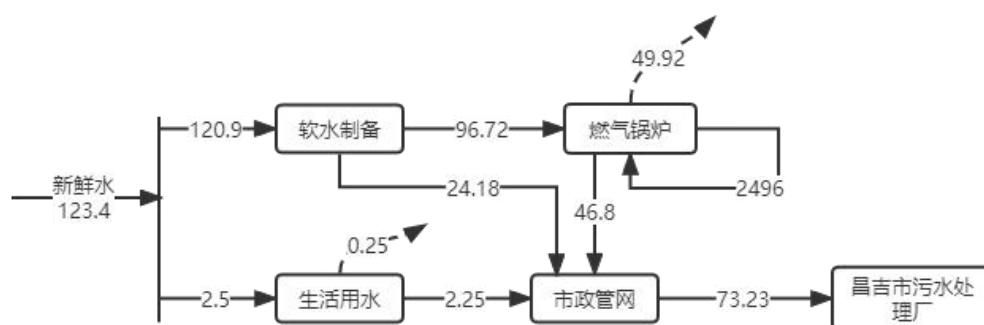 49.92
120.9
软水制备
96.72
燃气锅炉
新鲜水
123.4
24.18
46.8
2496
0.25
2.5
生活用水
2.25
市政管网
73.23
昌吉市污水处
理厂